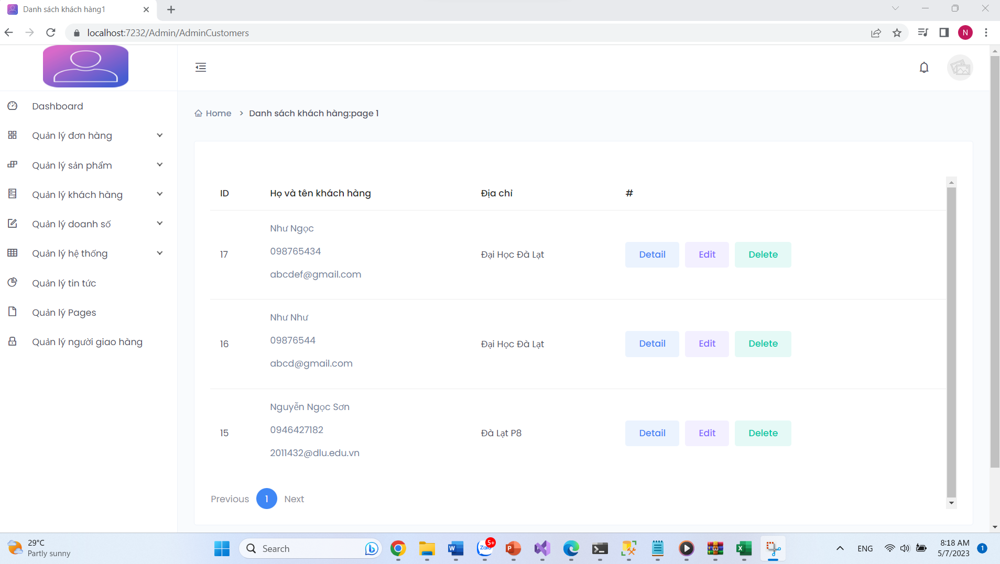 Danh sách khách hàng1
localhost:7232/Admin/AdminCustomers
N
Dashboard
Quản lý đơn hàng
Quản lý sản phẩm
Quản lý khách hàng
Quản lý doanh số
Quản lý hệ thống
Quản lý tin tức
Quản lý Pages
Quản lý người giao hàng
Home > Danh sách khách hàng:page 1
ID Họ và tên khách hàng Địa chỉ #
Như Ngọc
098765434
17 Đại Học Đà Lạt Detail Edit Delete
abcdef@gmail.com
Như Như
09876544
16 Đại Học Đà Lạt Detail Edit Delete
abcd@gmail.com
Nguyễn Ngọc Sơn
0946427182
15 Đà Lạt P8 Detail Edit Delete
2011432@dlu.edu.vn
Previous 1 Next
29°C
Partly sunny
Search
W
Zalo
5+
P
X
ENG
8:18 AM
5/7/2023
1